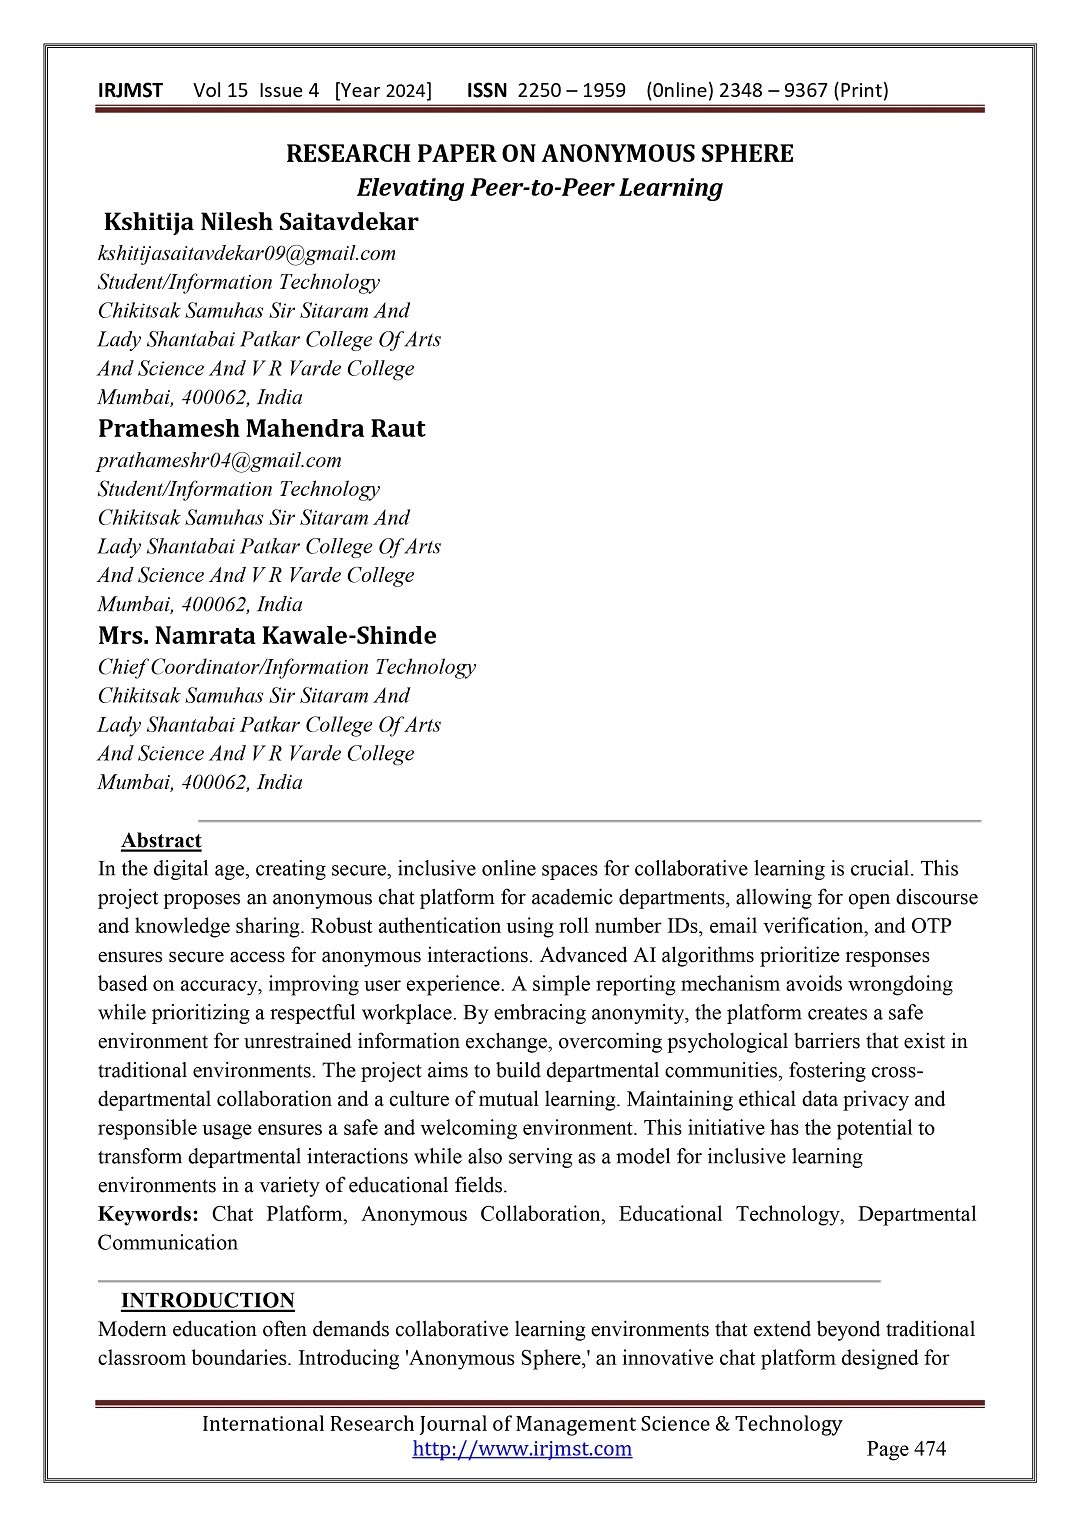 IRJMST Vol 15 Issue 4 [Year 2024] ISSN 2250 – 1959 (0nline) 2348 – 9367 (Print)
RESEARCH PAPER ON ANONYMOUS SPHERE
Elevating Peer-to-Peer Learning
Kshitija Nilesh Saitavdekar
kshitijasaitavdekar09@gmail.com
Student/Information Technology
Chikitsak Samuhas Sir Sitaram And
Lady Shantabai Patkar College Of Arts
And Science And V R Varde College
Mumbai, 400062, India
Prathamesh Mahendra Raut
prathameshr04@gmail.com
Student/Information Technology
Chikitsak Samuhas Sir Sitaram And
Lady Shantabai Patkar College Of Arts
And Science And V R Varde College
Mumbai, 400062, India
Mrs. Namrata Kawale-Shinde
Chief Coordinator/Information Technology
Chikitsak Samuhas Sir Sitaram And
Lady Shantabai Patkar College Of Arts
And Science And V R Varde College
Mumbai, 400062, India
Abstract
In the digital age, creating secure, inclusive online spaces for collaborative learning is crucial. This
project proposes an anonymous chat platform for academic departments, allowing for open discourse
and knowledge sharing. Robust authentication using roll number IDs, email verification, and OTP
ensures secure access for anonymous interactions. Advanced AI algorithms prioritize responses
based on accuracy, improving user experience. A simple reporting mechanism avoids wrongdoing
while prioritizing a respectful workplace. By embracing anonymity, the platform creates a safe
environment for unrestrained information exchange, overcoming psychological barriers that exist in
traditional environments. The project aims to build departmental communities, fostering cross-
departmental collaboration and a culture of mutual learning. Maintaining ethical data privacy and
responsible usage ensures a safe and welcoming environment. This initiative has the potential to
transform departmental interactions while also serving as a model for inclusive learning
environments in a variety of educational fields.
Keywords: Chat Platform, Anonymous Collaboration, Educational Technology, Departmental
Communication
INTRODUCTION
Modern education often demands collaborative learning environments that extend beyond traditional
classroom boundaries. Introducing 'Anonymous Sphere,' an innovative chat platform designed for
International Research Journal of Management Science & Technology
http://www.irjmst.com Page 474